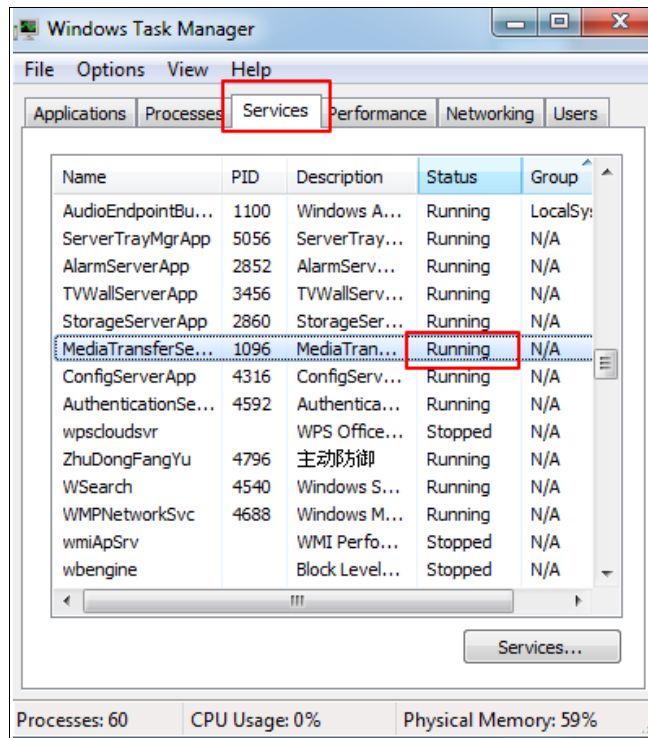 Windows Task Manager
File Options View Help
Applications Processes Services Performance Networking Users
Name PID Description Status Group
AudioEndpointBu... 1100 Windows A... Running LocalSy
ServerTrayMgrApp 5056 ServerTray... Running N/A
AlarmServerApp 2852 AlarmServ... Running N/A
TVWallServerApp 3456 TVWallServ... Running N/A
StorageServerApp 2860 StorageSer... Running N/A
MediaTransferSe... 1096 MediaTran... Running N/A
ConfigServerApp 4316 ConfigServ... Running N/A
AuthenticationSe... 4592 Authentica... Running N/A
wpscloudsvr WPS Office... Stopped N/A
ZhuDongFangYu 4796 主动防御 Running N/A
WSearch 4540 Windows S... Running N/A
WMPNetworkSvc 4688 Windows M... Running N/A
wmiApSrv WMI Perfo... Stopped N/A
wbengine Block Level... Stopped N/A
Services...
Processes: 60 CPU Usage: 0% Physical Memory: 59%